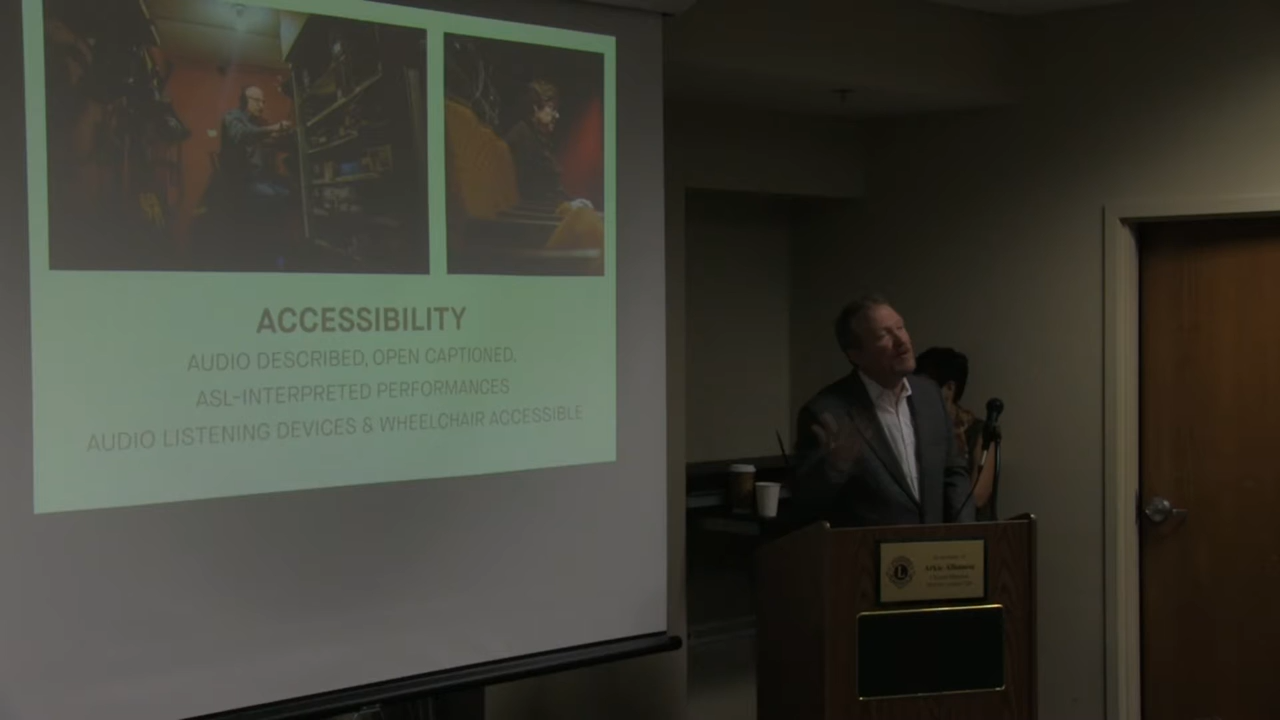 ACCESSIBILITY
AUDIO DESCRIBED, OPEN CAPTIONED,
ASL-INTERPRETED PERFORMANCES
AUDIO LISTENING DEVICES & WHEELCHAIR ACCESSIBLE
L